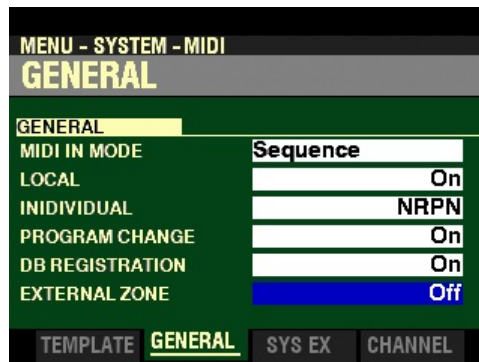 MENU - SYSTEM - MIDI
GENERAL
GENERAL
MIDI IN MODE Sequence
LOCAL On
INIDIVIDUAL NRPN
PROGRAM CHANGE On
DB REGISTRATION On
EXTERNAL ZONE Off
TEMPLATE GENERAL SYS EX CHANNEL